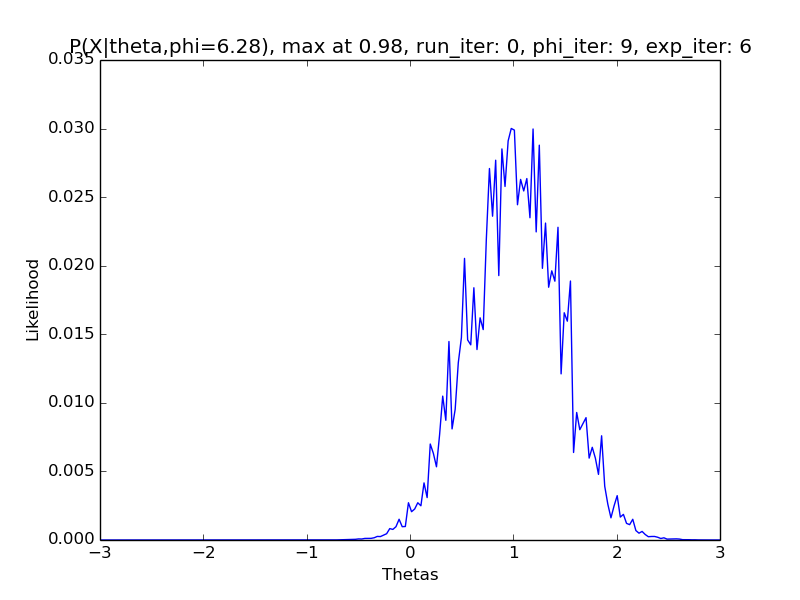 P(X|theta,phi=6.28), max at 0.98, run_iter: 0, phi_iter: 9, exp_iter: 6
0.035
0.030
0.025
0.020
0.015
0.010
0.005
0.000
Likelihood
−3 −2 −1 0 1 2 3
Thetas